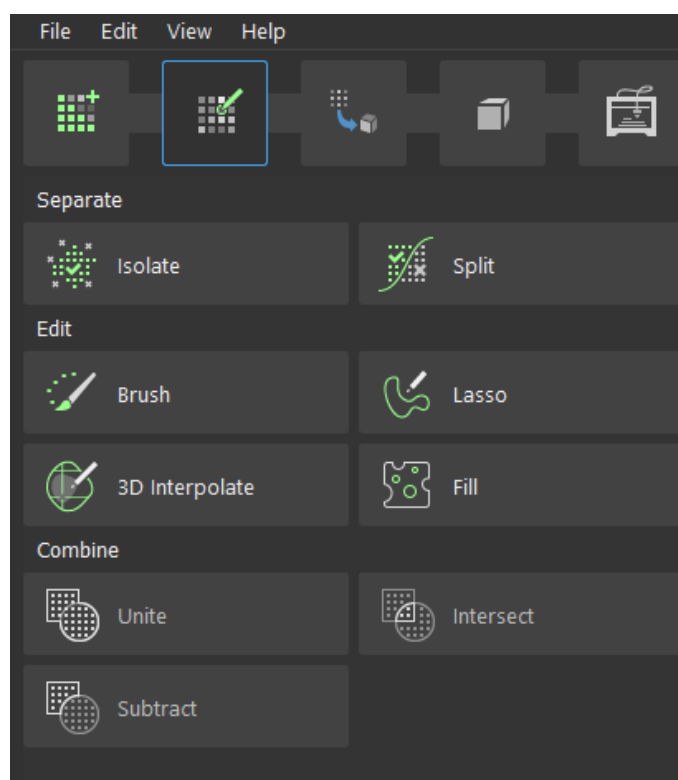 File Edit View Help
Separate
Isolate Split
Edit
Brush Lasso
3D Interpolate Fill
Combine
Unite Intersect
Subtract